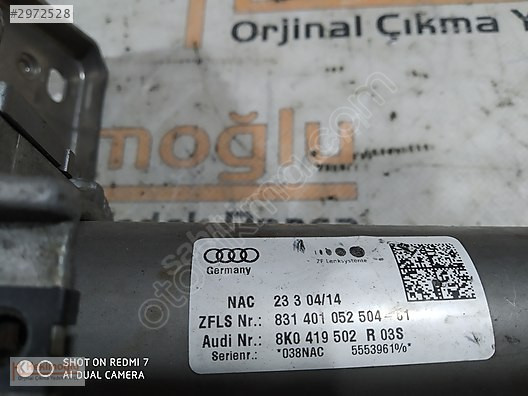 #2972528
Orjinal Çıkma Y
moğlu
Germany
ZF Lenksysteme
NAC 23 3 04/14
ZFLS Nr.: 831 401 052 504-01
Audi Nr.: 8K0 419 502 R 03S
Serienr.: *038NAC 5553961%*
SHOT ON REDMI 7
AI DUAL CAMERA